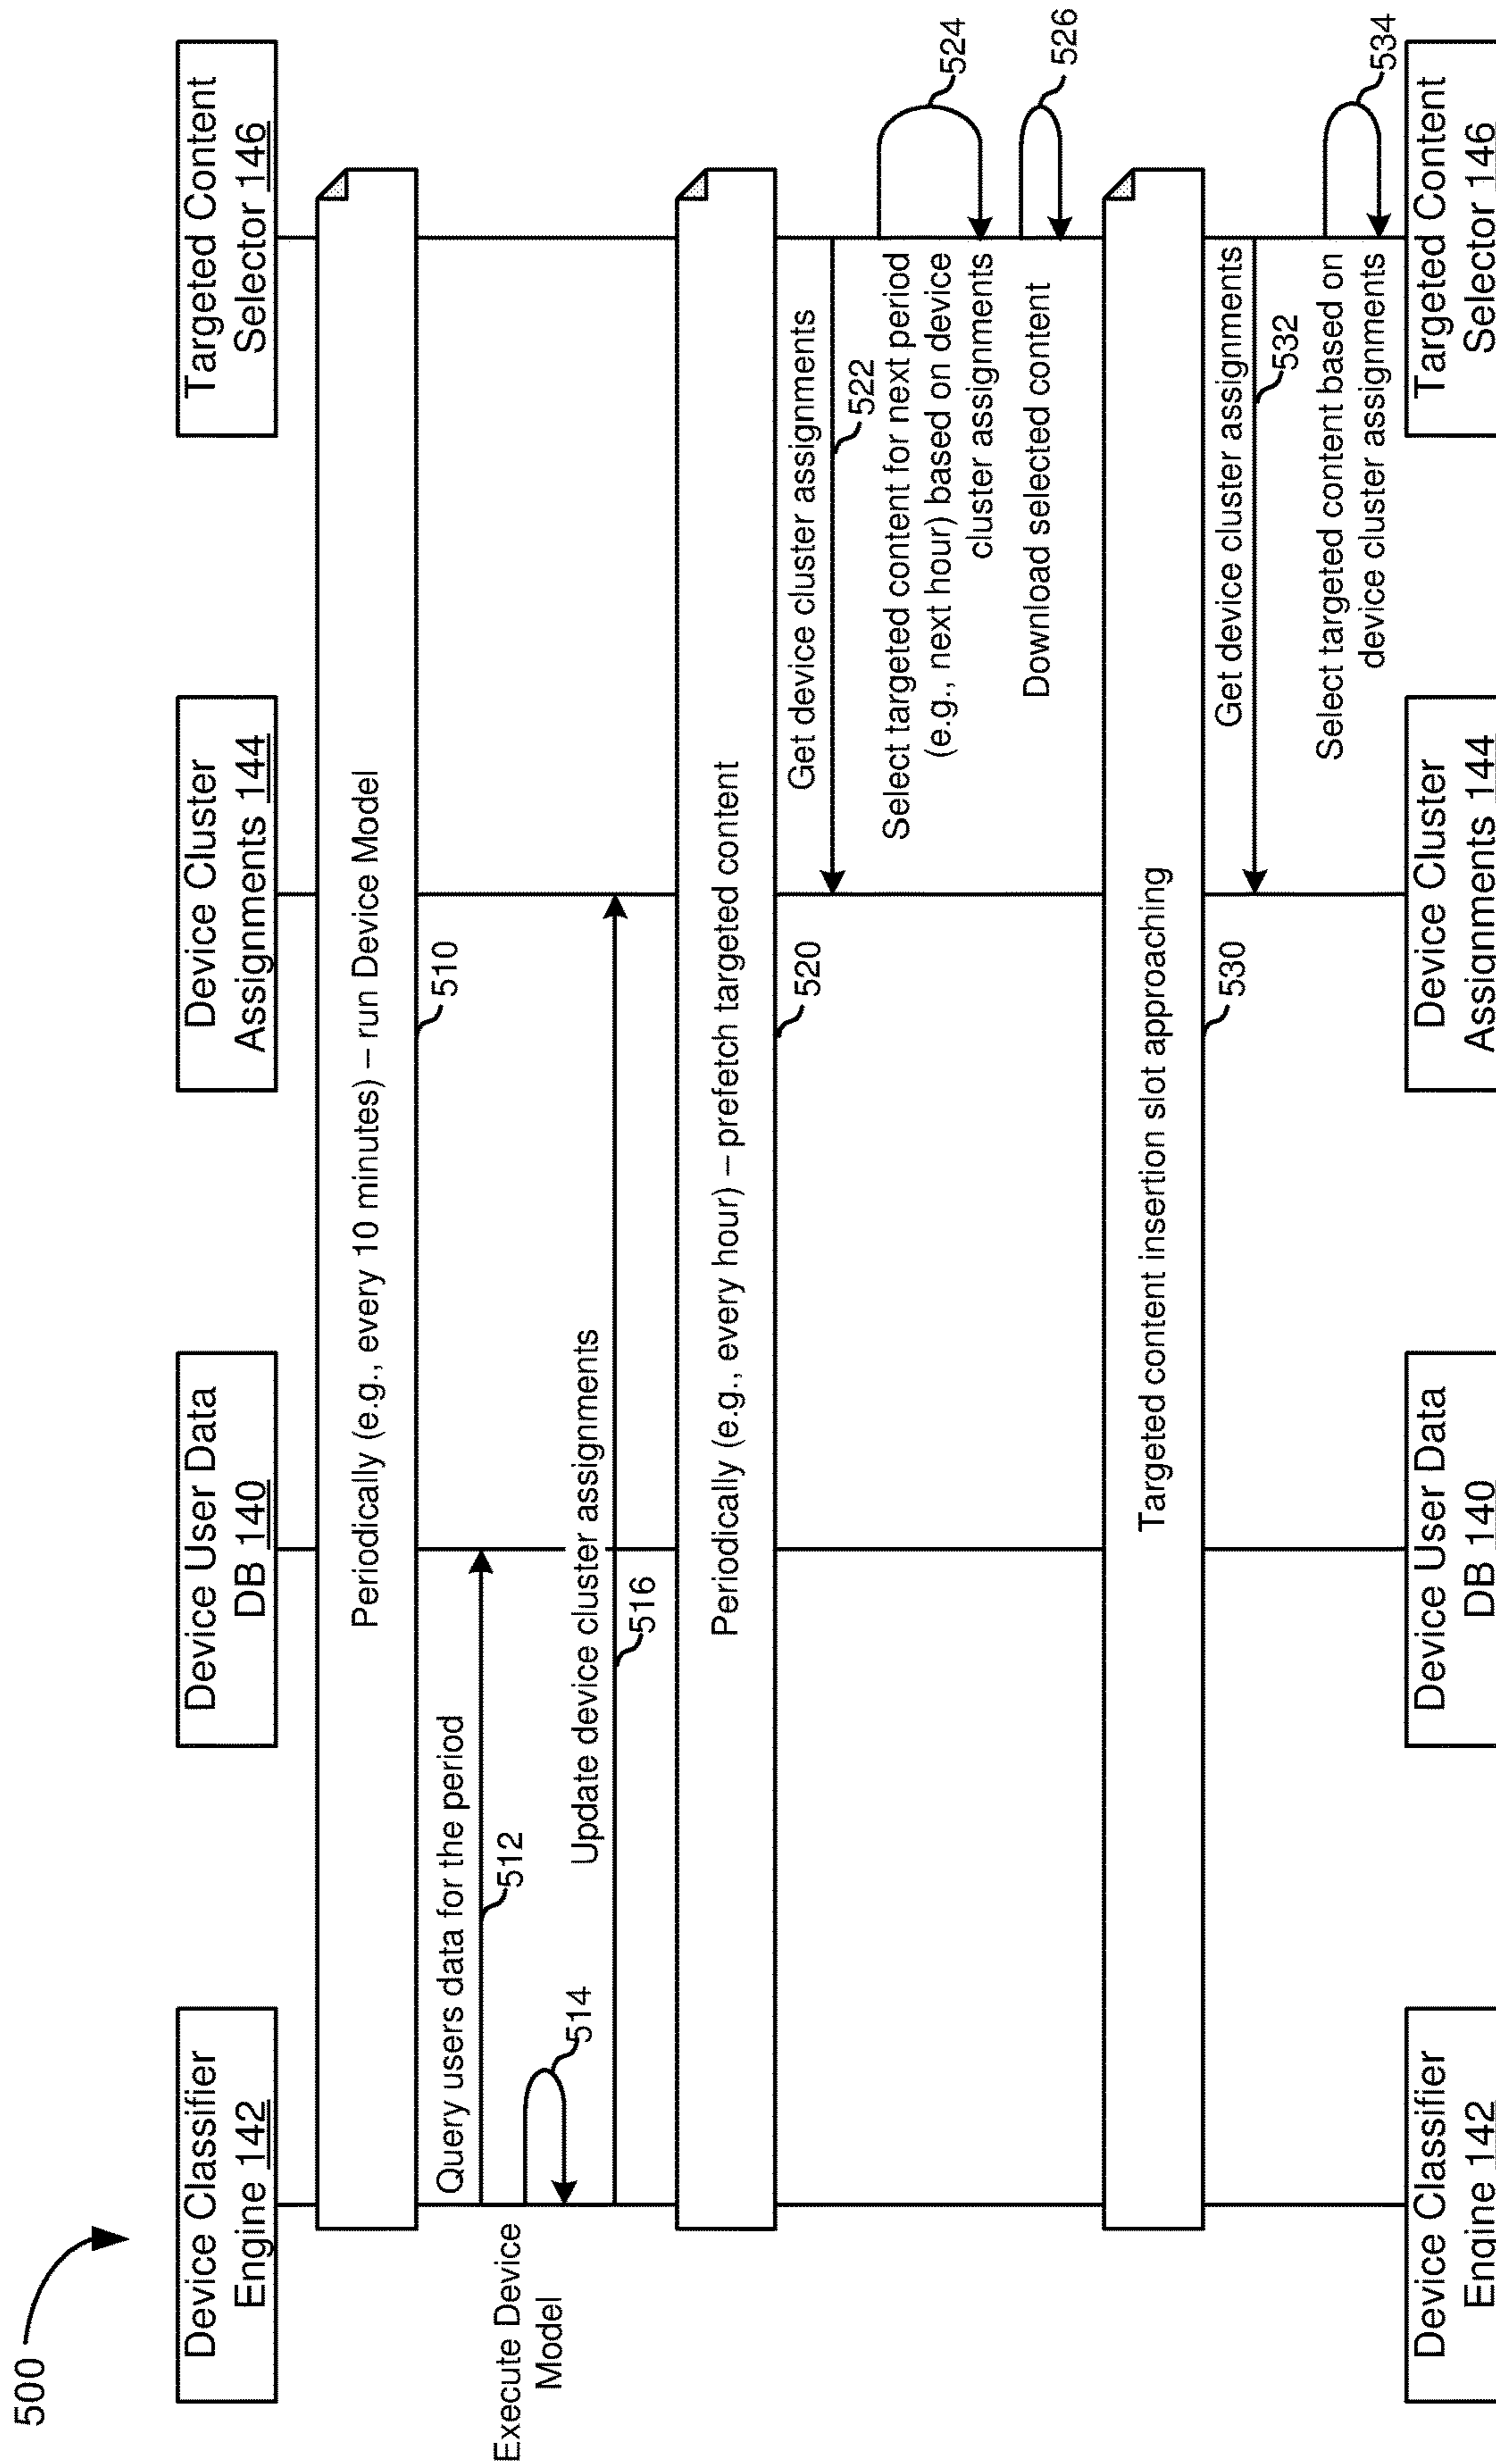 500
Device Classifier
Engine 142
Device User Data
DB 140
Device Cluster
Assignments 144
Targeted Content
Selector 146
Periodically (e.g., every 10 minutes) – run Device Model
510
Query users data for the period
512
Execute Device
Model
514
Update device cluster assignments
516
Periodically (e.g., every hour) – prefetch targeted content
520
Get device cluster assignments
522
Select targeted content for next period
(e.g., next hour) based on device
cluster assignments
524
Download selected content
526
Targeted content insertion slot approaching
530
Get device cluster assignments
532
Select targeted content based on
device cluster assignments
534
Device Classifier
Engine 142
Device User Data
DB 140
Device Cluster
Assignments 144
Targeted Content
Selector 146